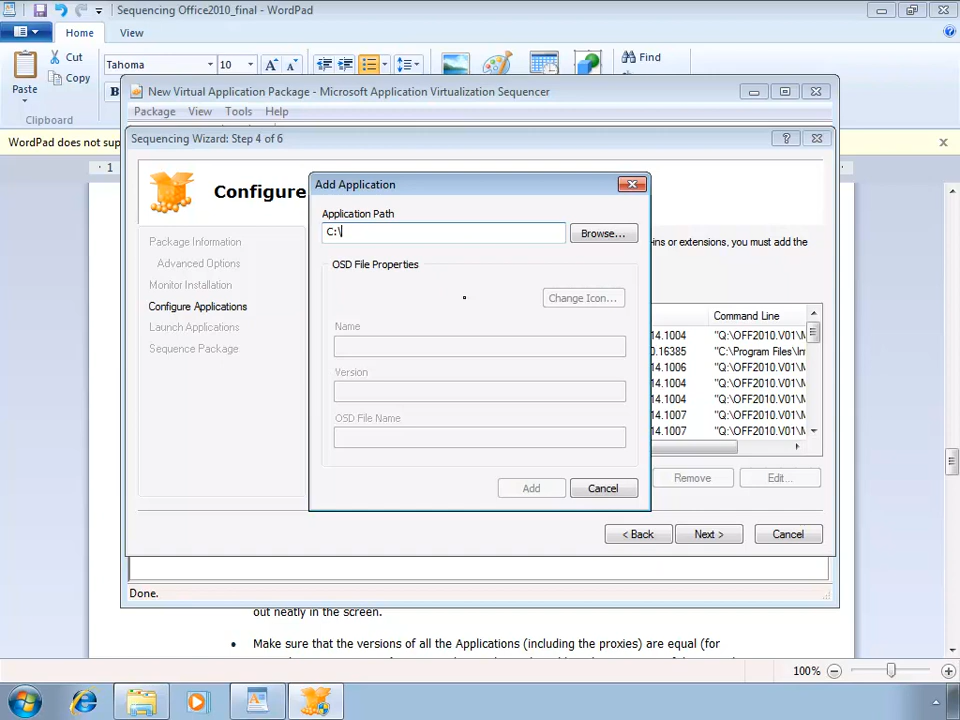 Sequencing Office2010_final - WordPad
Home
View
Paste
Cut
Copy
Clipboard
Tahoma
10
A
A
B
Find
WordPad does not sup
1
New Virtual Application Package - Microsoft Application Virtualization Sequencer
Package
View
Tools
Help
Sequencing Wizard: Step 4 of 6
?
Configure
Package Information
Advanced Options
Monitor Installation
Configure Applications
Launch Applications
Sequence Package
ins or extensions, you must add the
Command Line
14.1004 "Q:\OFF2010.V01\M
0.16385 "C:\Program Files\In
14.1006 "Q:\OFF2010.V01\M
14.1004 "Q:\OFF2010.V01\M
14.1004 "Q:\OFF2010.V01\M
14.1007 "Q:\OFF2010.V01\M
14.1007 "Q:\OFF2010.V01\M
Remove
Edit...
< Back
Next >
Cancel
Add Application
Application Path
C:\
Browse...
OSD File Properties
Change Icon...
Name
Version
OSD File Name
Add
Cancel
Done.
out neatly in the screen.
• Make sure that the versions of all the Applications (including the proxies) are equal (for
100%